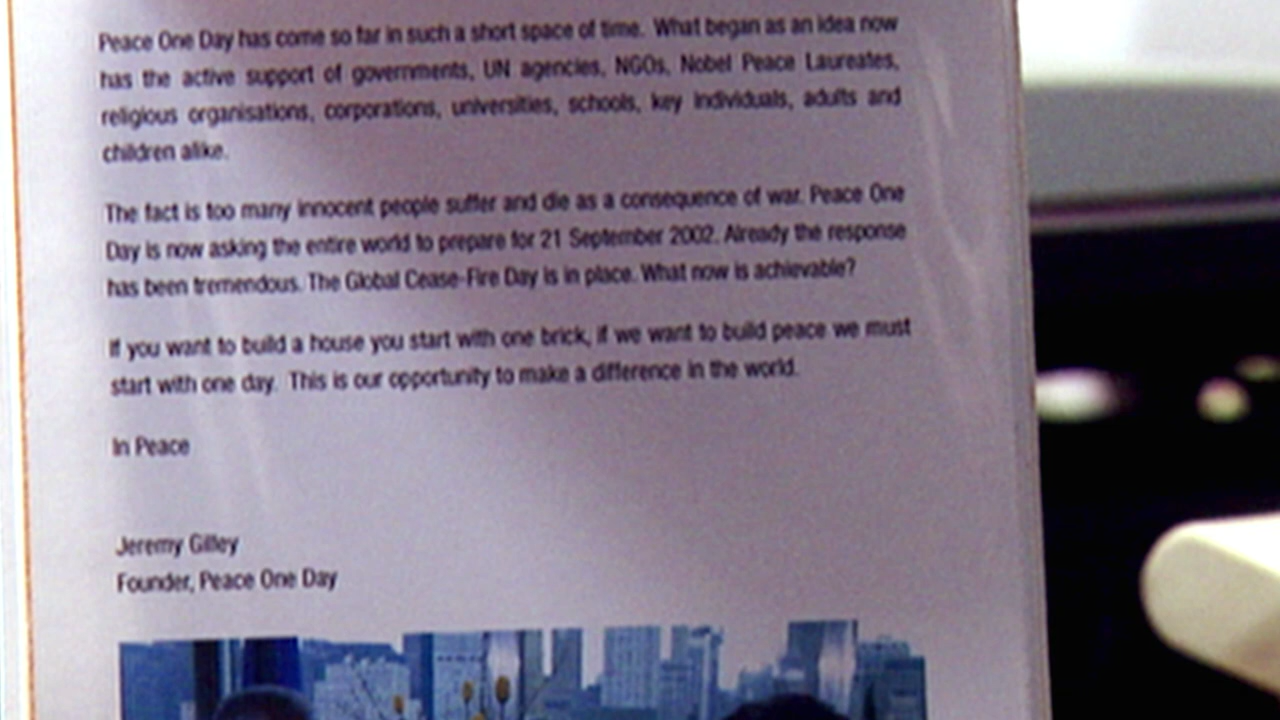 Peace One Day has come so far in such a short space of time. What began as an idea now
has the active support of governments, UN agencies, NGOs, Nobel Peace Laureates,
religious organisations, corporations, universities, schools, key individuals, adults and
children alike.
The fact is too many innocent people suffer and die as a consequence of war. Peace One
Day is now asking the entire world to prepare for 21 September 2002. Already the response
has been tremendous. The Global Cease-Fire Day is in place. What now is achievable?
If you want to build a house you start with one brick, if we want to build peace we must
start with one day. This is our opportunity to make a difference in the world.
In Peace
Jeremy Gilley
Founder, Peace One Day